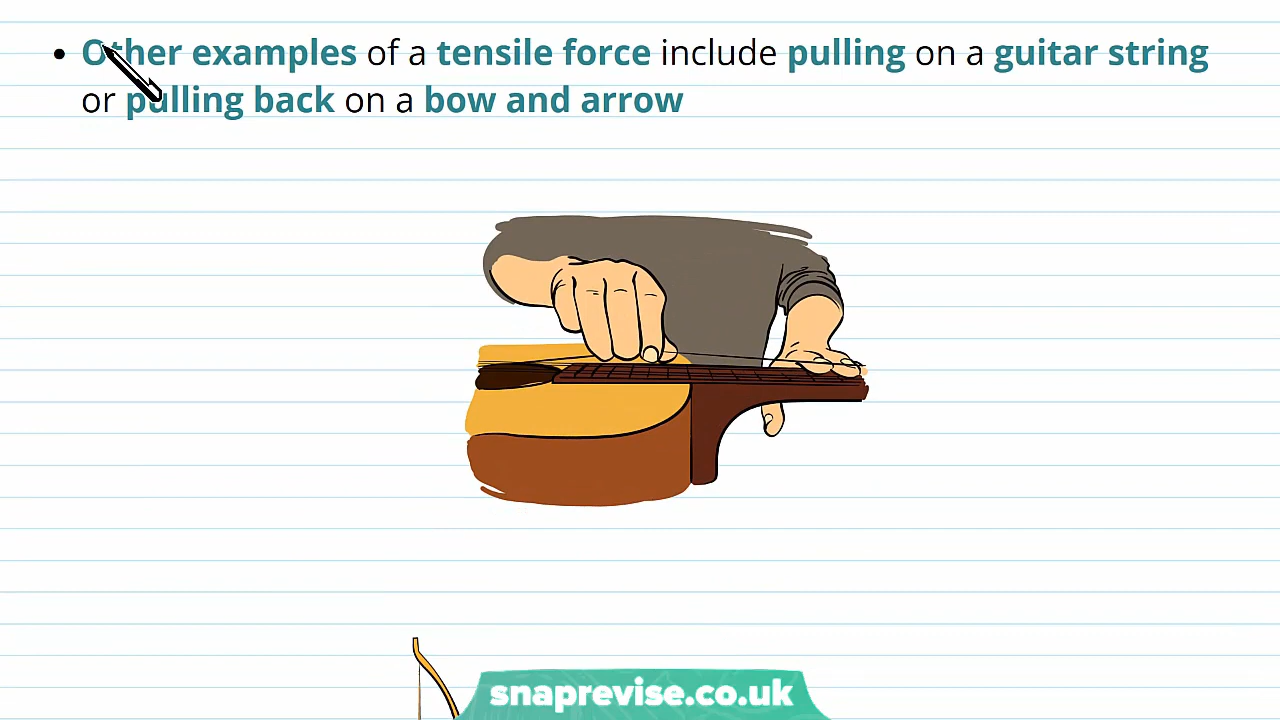 • Other examples of a tensile force include pulling on a guitar string
or pulling back on a bow and arrow
snaprevise.co.uk